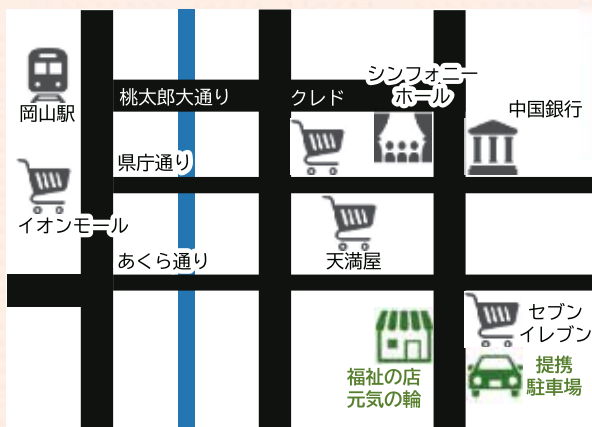 シンフォニー
ホール
岡山駅
桃太郎大通り
クレド
中国銀行
県庁通り
イオンモール
あくら通り
天満屋
セブン
イレブン
福祉の店
元気の輪
提携
駐車場